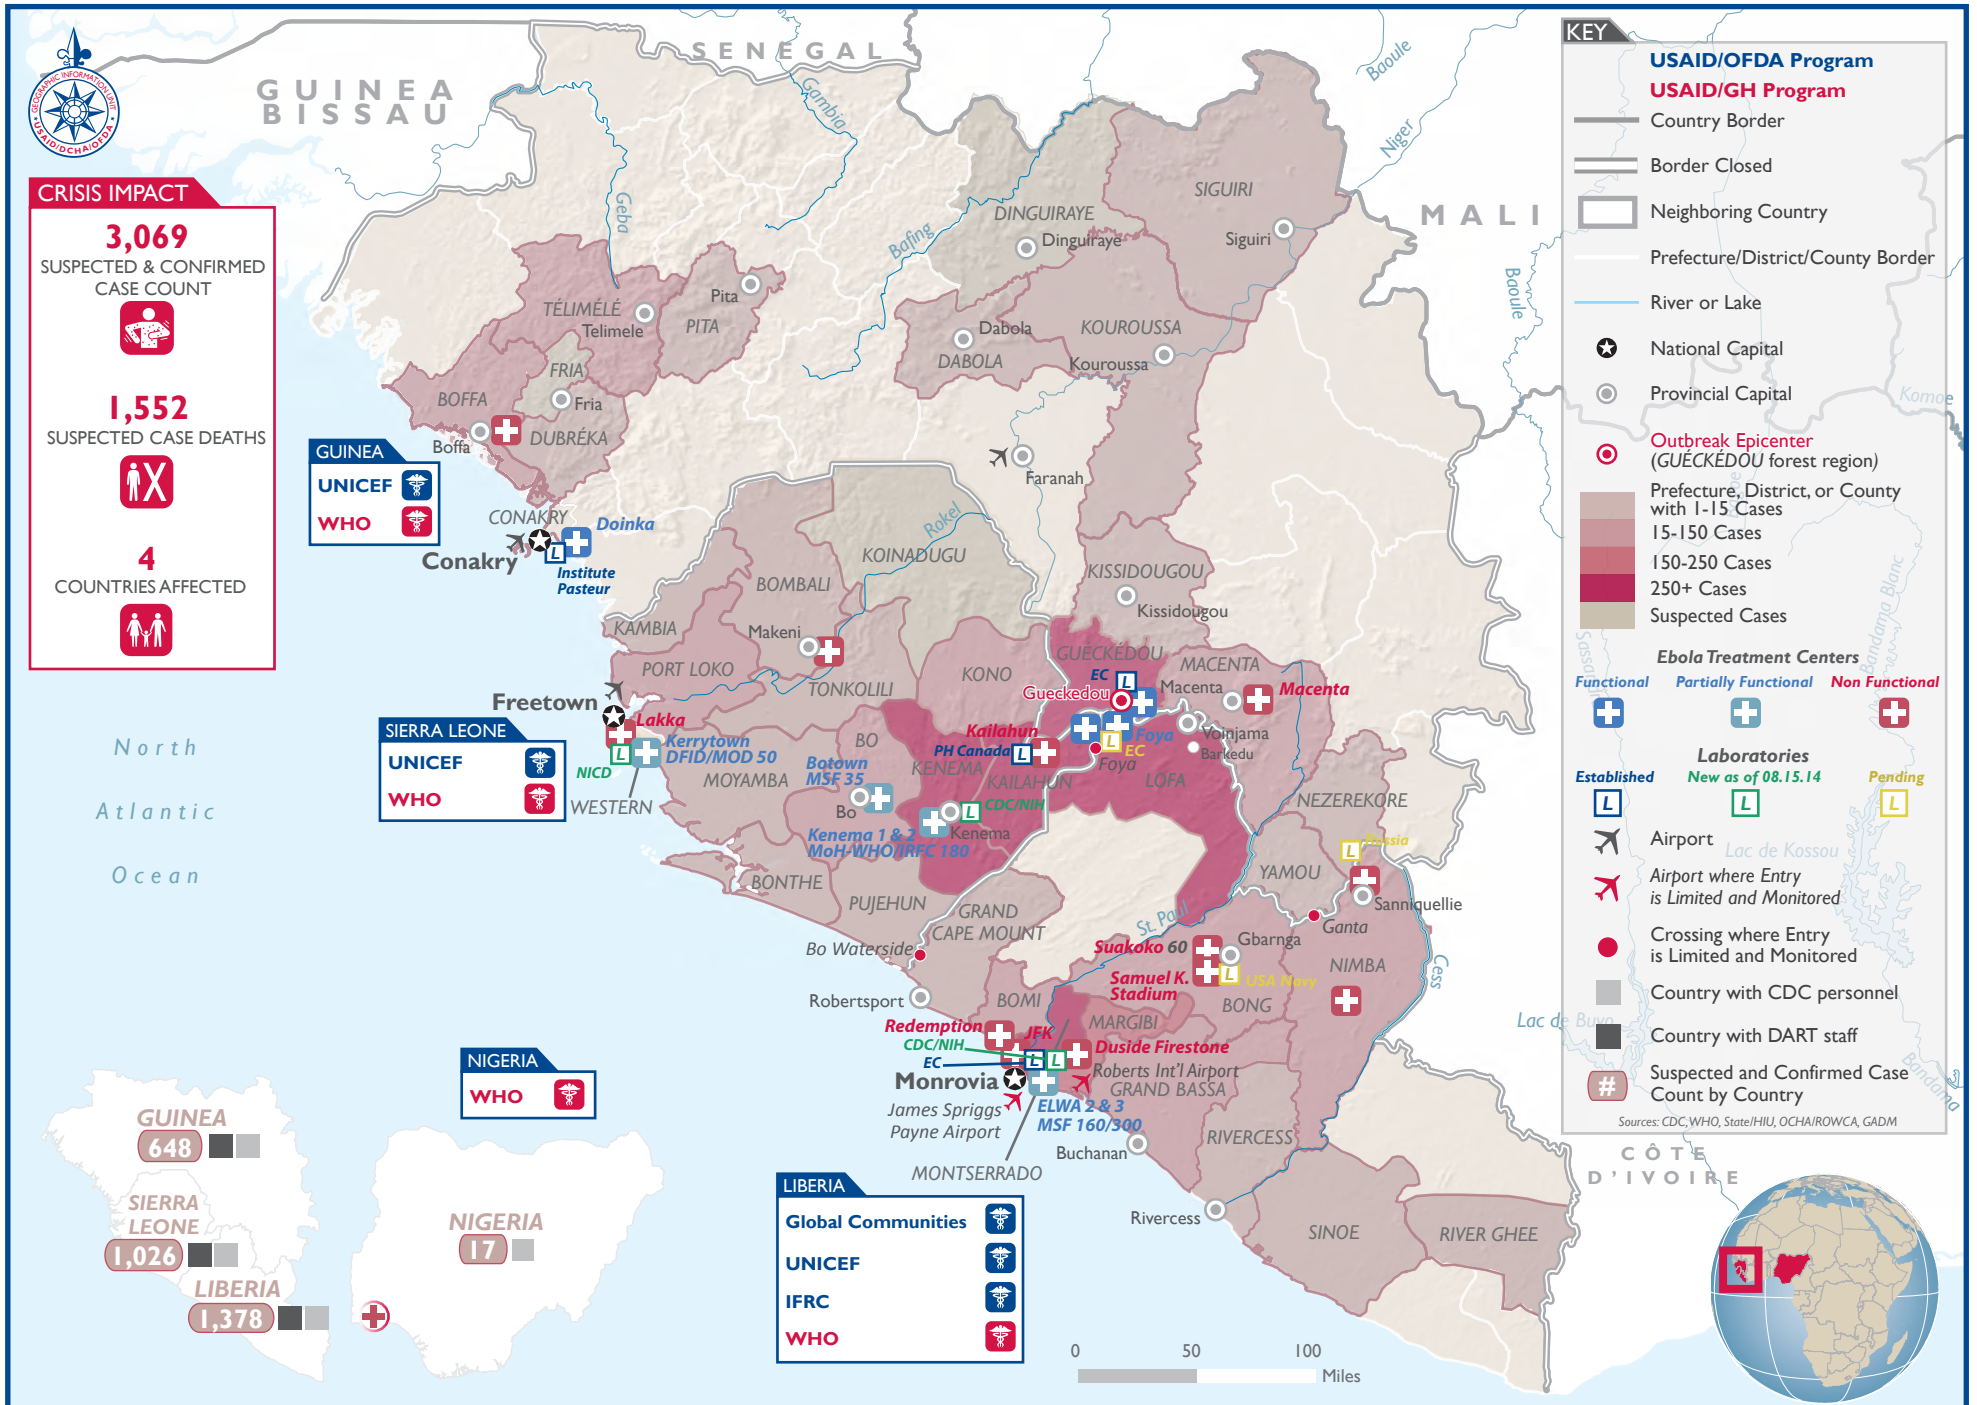 GEOGRAPHIC INFORMATION UNIT
USAID/DCHA/OFDA
GUINEA
BISSAU
SENEGAL
MALI
CÔTE
D'IVOIRE
CRISIS IMPACT
3,069
SUSPECTED & CONFIRMED
CASE COUNT
1,552
SUSPECTED CASE DEATHS
4
COUNTRIES AFFECTED
KEY
USAID/OFDA Program
USAID/GH Program
Country Border
Border Closed
Neighboring Country
Prefecture/District/County Border
River or Lake
National Capital
Provincial Capital
Outbreak Epicenter
(GUÉCKÉDOU forest region)
Prefecture, District, or County
with 1-15 Cases
15-150 Cases
150-250 Cases
250+ Cases
Suspected Cases
Ebola Treatment Centers
Functional
Partially Functional
Non Functional
Laboratories
Established
New as of 08.15.14
Pending
L
L
L
Airport
Airport where Entry
is Limited and Monitored
Crossing where Entry
is Limited and Monitored
Country with CDC personnel
Country with DART staff
#
Suspected and Confirmed Case
Count by Country
Sources: CDC, WHO, State/HIU, OCHA/ROWCA, GADM
Gambia
Geba
Bafing
Baoule
Niger
Baoule
Komoe
Rokel
St. Paul
Cess
Sassandra
Bandama Blanc
Lac de Kossou
Lac de Buyo
Bandama
SIGUIRI
Siguiri
DINGUIRAYE
Dinguiraye
TÉLIMÉLÉ
Telimele
Pita
PITA
FRIA
Fria
BOFFA
Boffa
DUBRÉKA
Dabola
DABOLA
KOUROUSSA
Kouroussa
Faranah
GUINEA
UNICEF
WHO
CONAKRY
Conakry
Doinka
L
Institute
Pasteur
KOINADUGU
BOMBALI
KAMBIA
Makeni
PORT LOKO
TONKOLILI
KONO
KISSIDOUGOU
Kissidougou
GUÉCKÉDOU
EC
L
Gueckedou
MACENTA
Macenta
Macenta
Freetown
Lakka
L
NICD
Kerrytown
DFID/MOD 50
WESTERN
SIERRA LEONE
UNICEF
WHO
MOYAMBA
BO
Botown
MSF 35
Bo
KENEMA
Kailahun
PH Canada
L
KAILAHUN
L
CDC/NIH
Kenema
Kenema 1 & 2
MoH-WHO/IRFC 180
Foya
L
EC
Foya
Voinjama
Barkedu
LOFA
NEZEREKORE
L
Russia
YAMOU
Sanniquellie
Ganta
BONTHE
PUJEHUN
GRAND
CAPE MOUNT
Bo Waterside
Robertsport
BOMI
Suakoko 60
Gbarnga
Samuel K.
Stadium
L
USA Navy
BONG
NIMBA
MARGIBI
Redemption
JFK
CDC/NIH
EC
L
L
Duside Firestone
Monrovia
Roberts Int'l Airport
GRAND BASSA
James Spriggs
Payne Airport
ELWA 2 & 3
MSF 160/300
MONTSERRADO
Buchanan
RIVERCESS
Rivercess
SINOE
RIVER GHEE
North
Atlantic
Ocean
NIGERIA
WHO
LIBERIA
Global Communities
UNICEF
IFRC
WHO
GUINEA
648
SIERRA
LEONE
1,026
LIBERIA
1,378
NIGERIA
17
0
50
100
Miles